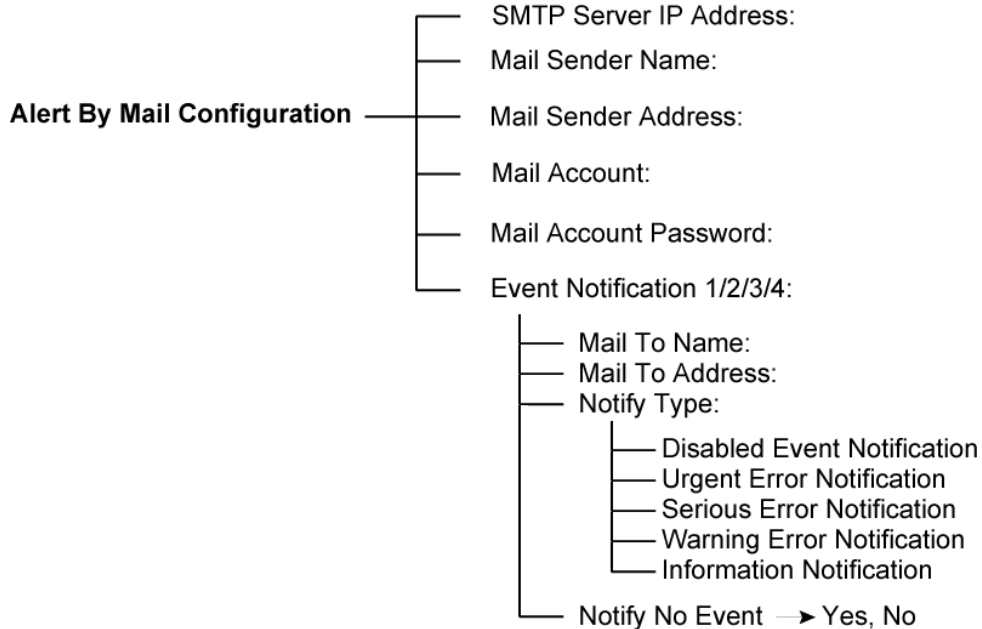 SMTP Server IP Address:
Mail Sender Name:
Alert By Mail Configuration
Mail Sender Address:
Mail Account:
Mail Account Password:
Event Notification 1/2/3/4:
Mail To Name:
Mail To Address:
Notify Type:
Disabled Event Notification
Urgent Error Notification
Serious Error Notification
Warning Error Notification
Information Notification
Notify No Event → Yes, No